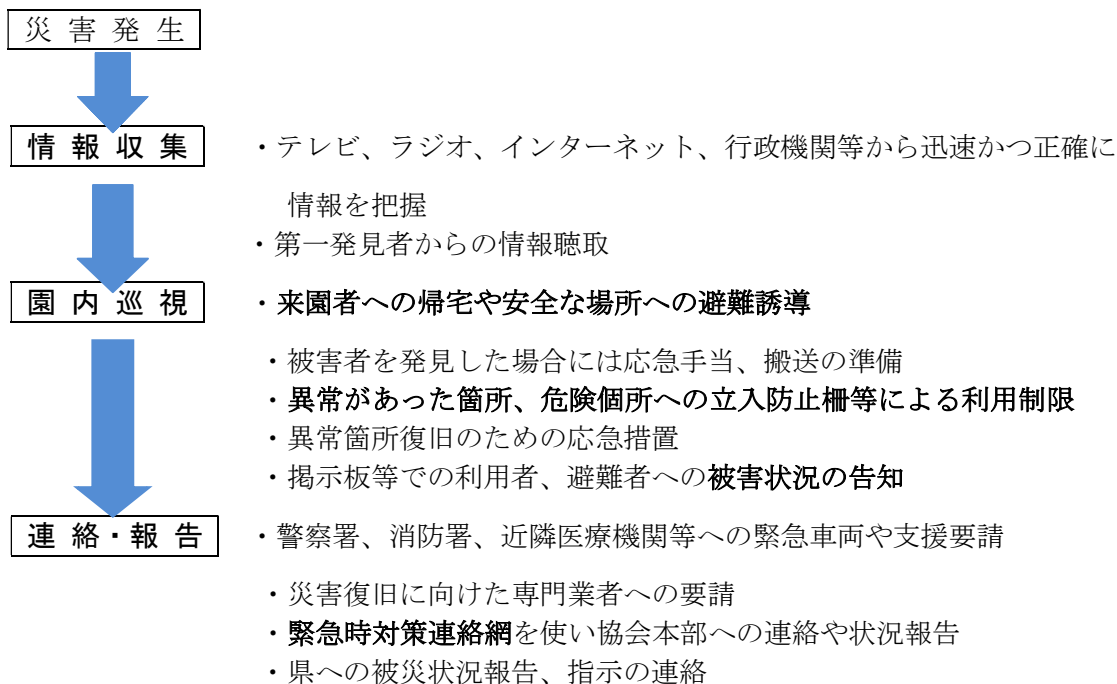 災 害 発 生
情 報 収 集
・テレビ、ラジオ、インターネット、行政機関等から迅速かつ正確に
情報を把握
・第一発見者からの情報聴取
園 内 巡 視
・来園者への帰宅や安全な場所への避難誘導
・被害者を発見した場合には応急手当、搬送の準備
・異常があった箇所、危険個所への立入防止柵等による利用制限
・異常箇所復旧のための応急措置
・掲示板等での利用者、避難者への被害状況の告知
連 絡・報 告
・警察署、消防署、近隣医療機関等への緊急車両や支援要請
・災害復旧に向けた専門業者への要請
・緊急時対策連絡網を使い協会本部への連絡や状況報告
・県への被災状況報告、指示の連絡